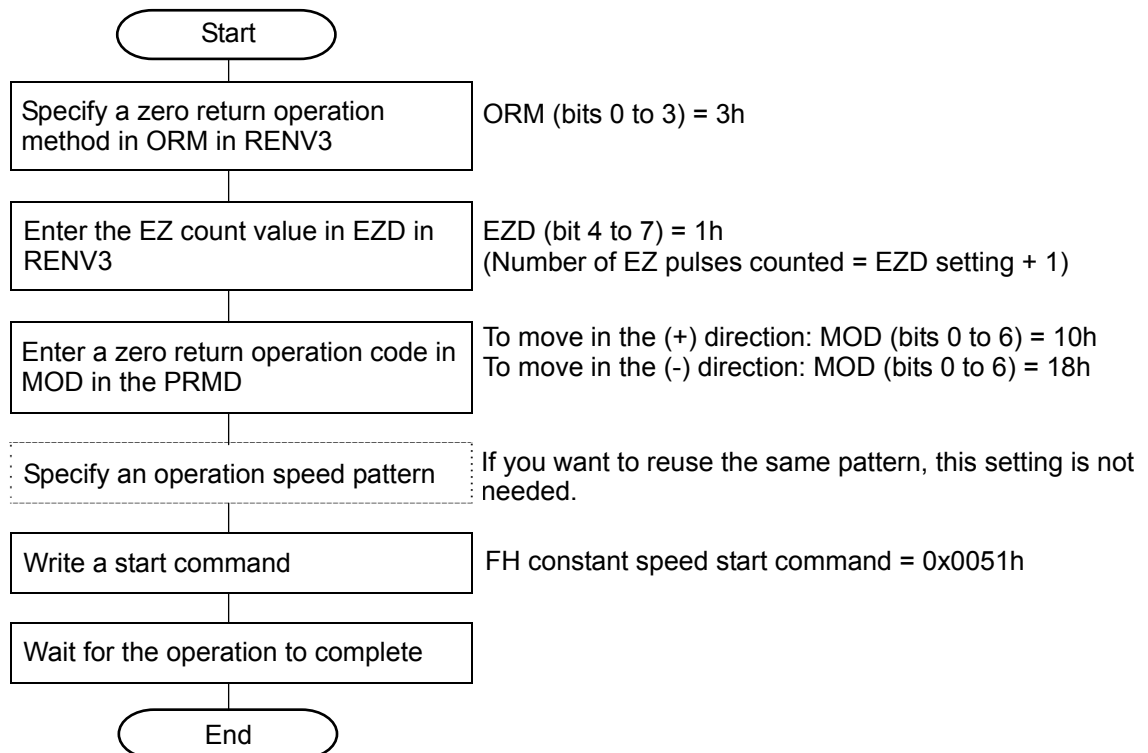 Start
Specify a zero return operation
method in ORM in RENV3
ORM (bits 0 to 3) = 3h
Enter the EZ count value in EZD in
RENV3
EZD (bit 4 to 7) = 1h
(Number of EZ pulses counted = EZD setting + 1)
Enter a zero return operation code in
MOD in the PRMD
To move in the (+) direction: MOD (bits 0 to 6) = 10h
To move in the (-) direction: MOD (bits 0 to 6) = 18h
Specify an operation speed pattern
If you want to reuse the same pattern, this setting is not
needed.
Write a start command
FH constant speed start command = 0x0051h
Wait for the operation to complete
End